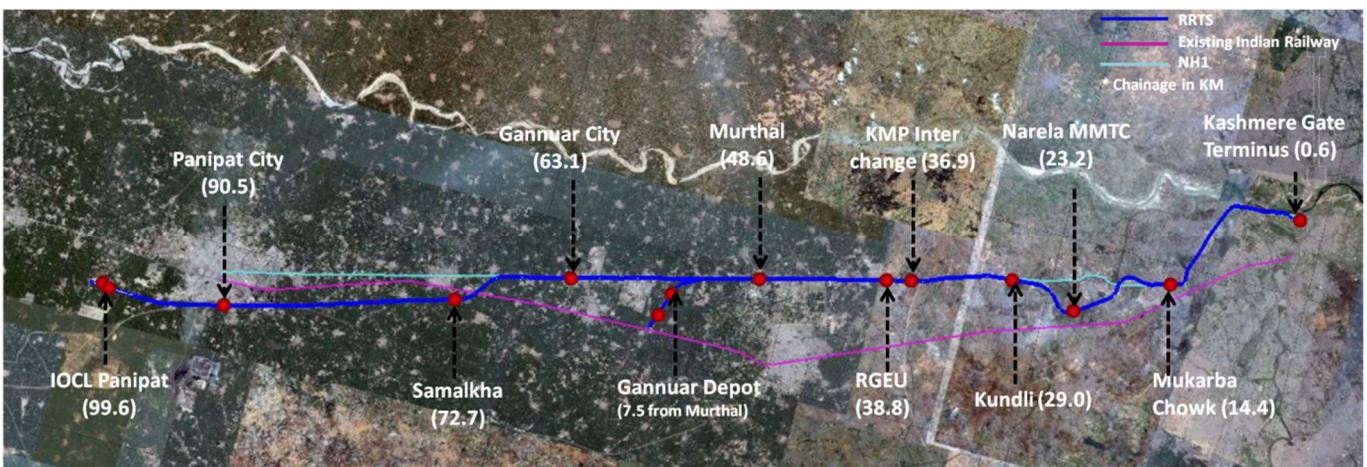 RRTS
Existing Indian Railway
NH1
* Chainage in KM
Kashmere Gate
Terminus (0.6)
Narela MMTC
(23.2)
KMP Inter
change (36.9)
Murthal
(48.6)
Gannuar City
(63.1)
Panipat City
(90.5)
IOCL Panipat
(99.6)
Samalkha
(72.7)
Gannuar Depot
(7.5 from Murthal)
RGEU
(38.8)
Kundli (29.0)
Mukarba
Chowk (14.4)